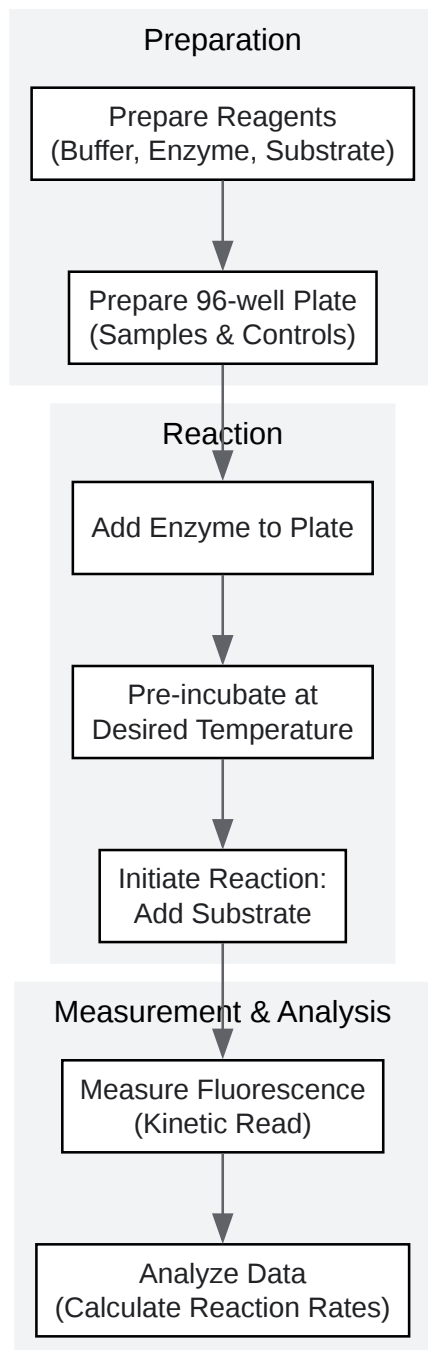 Preparation
Prepare Reagents
(Buffer, Enzyme, Substrate)
Prepare 96-well Plate
(Samples & Controls)
Reaction
Add Enzyme to Plate
Pre-incubate at
Desired Temperature
Initiate Reaction:
Add Substrate
Measurement & Analysis
Measure Fluorescence
(Kinetic Read)
Analyze Data
(Calculate Reaction Rates)